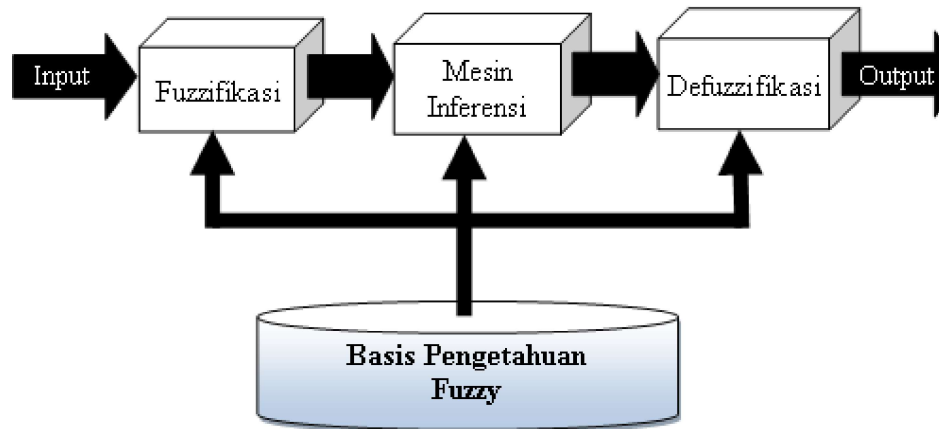 Input
Fuzzifikasi
Mesin
Inferensi
Defuzzifikasi
Output
Basis Pengetahuan
Fuzzy